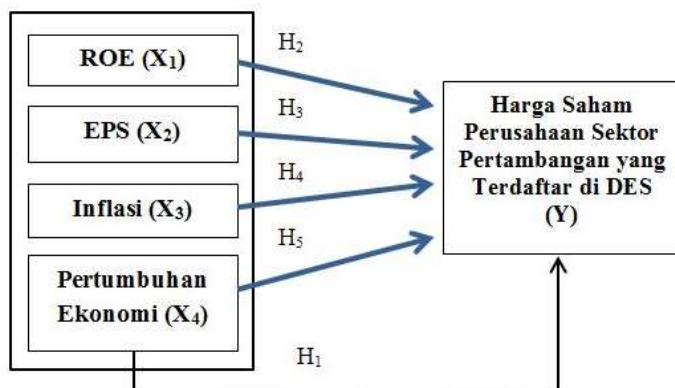 ROE (X₁)
EPS (X₂)
Inflasi (X₃)
Pertumbuhan
Ekonomi (X₄)
H₂
H₃
H₄
H₅
H₁
Harga Saham
Perusahaan Sektor
Pertambangan yang
Terdaftar di DES
(Y)